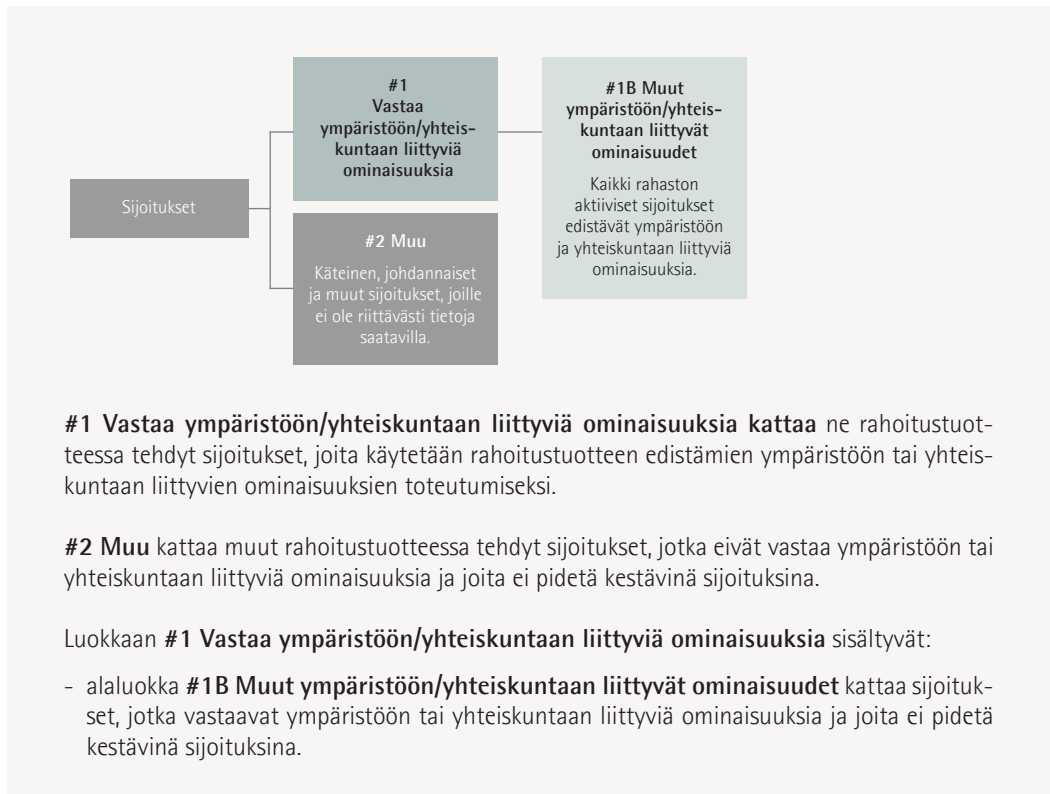 #1
Vastaa
ympäristöön/yhteis-
kuntaan liittyviä
ominaisuuksia
#1B Muut
ympäristöön/yhteis-
kuntaan liittyvät
ominaisuudet
Kaikki rahaston
aktiiviset sijoitukset
edistävät ympäristöön
ja yhteiskuntaan liittyviä
ominaisuuksia.
Sijoitukset
#2 Muu
Käteinen, johdannaiset
ja muut sijoitukset, joille
ei ole riittävästi tietoja
saatavilla.
#1 Vastaa ympäristöön/yhteiskuntaan liittyviä ominaisuuksia kattaa ne rahoitustuot-
teessa tehdyt sijoitukset, joita käytetään rahoitustuotteen edistämien ympäristöön tai yhteis-
kuntaan liittyvien ominaisuuksien toteutumiseksi.
#2 Muu kattaa muut rahoitustuotteessa tehdyt sijoitukset, jotka eivät vastaa ympäristöön tai
yhteiskuntaan liittyviä ominaisuuksia ja joita ei pidetä kestävinä sijoituksina.
Luokkaan #1 Vastaa ympäristöön/yhteiskuntaan liittyviä ominaisuuksia sisältyvät:
- alaluokka #1B Muut ympäristöön/yhteiskuntaan liittyvät ominaisuudet kattaa sijoituk-
set, jotka vastaavat ympäristöön tai yhteiskuntaan liittyviä ominaisuuksia ja joita ei pidetä
kestävinä sijoituksina.